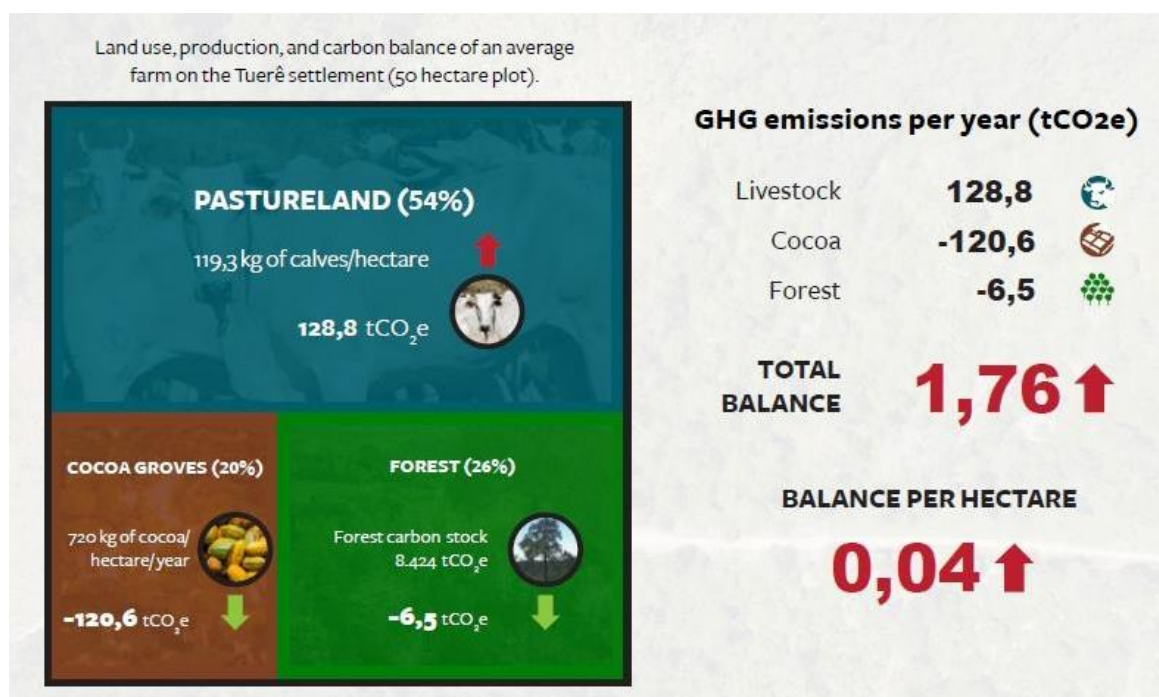 Land use, production, and carbon balance of an average
farm on the Tuerê settlement (50 hectare plot).
PASTURELAND (54%)
119,3 kg of calves/hectare
128,8 tCO₂e
COCOA GROVES (20%)
720 kg of cocoa/
hectare/year
-120,6 tCO₂e
FOREST (26%)
Forest carbon stock
8.424 tCO₂e
-6,5 tCO₂e
GHG emissions per year (tCO2e)
Livestock 128,8
Cocoa -120,6
Forest -6,5
TOTAL
BALANCE
1,76
BALANCE PER HECTARE
0,04